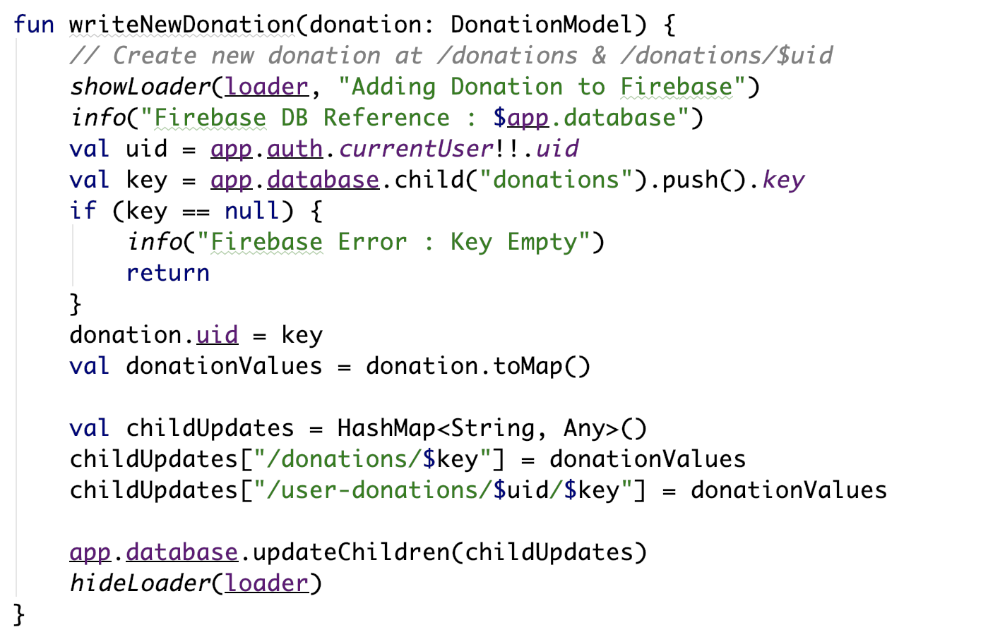 fun writeNewDonation(donation: DonationModel) {
    // Create new donation at /donations & /donations/$uid
    showLoader(loader, "Adding Donation to Firebase")
    info("Firebase DB Reference : $app.database")
    val uid = app.auth.currentUser!!.uid
    val key = app.database.child("donations").push().key
    if (key == null) {
        info("Firebase Error : Key Empty")
        return
    }
    donation.uid = key
    val donationValues = donation.toMap()

    val childUpdates = HashMap<String, Any>()
    childUpdates["/donations/$key"] = donationValues
    childUpdates["/user-donations/$uid/$key"] = donationValues

    app.database.updateChildren(childUpdates)
    hideLoader(loader)
}